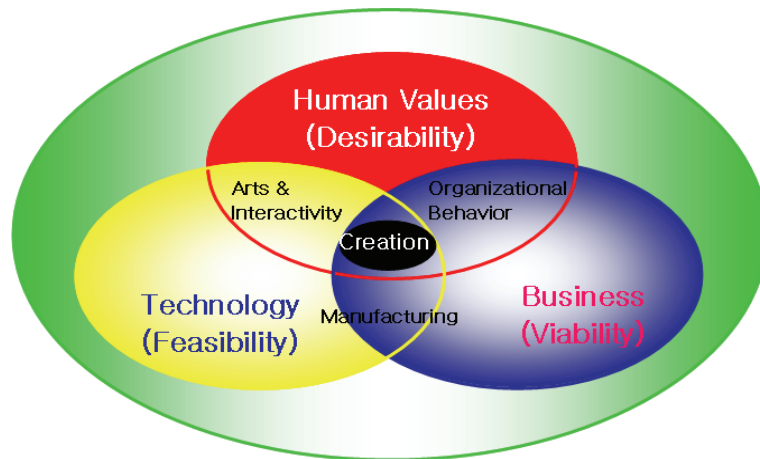 Human Values
(Desirability)
Arts &
Interactivity
Organizational
Behavior
Creation
Technology
(Feasibility)
Manufacturing
Business
(Viability)